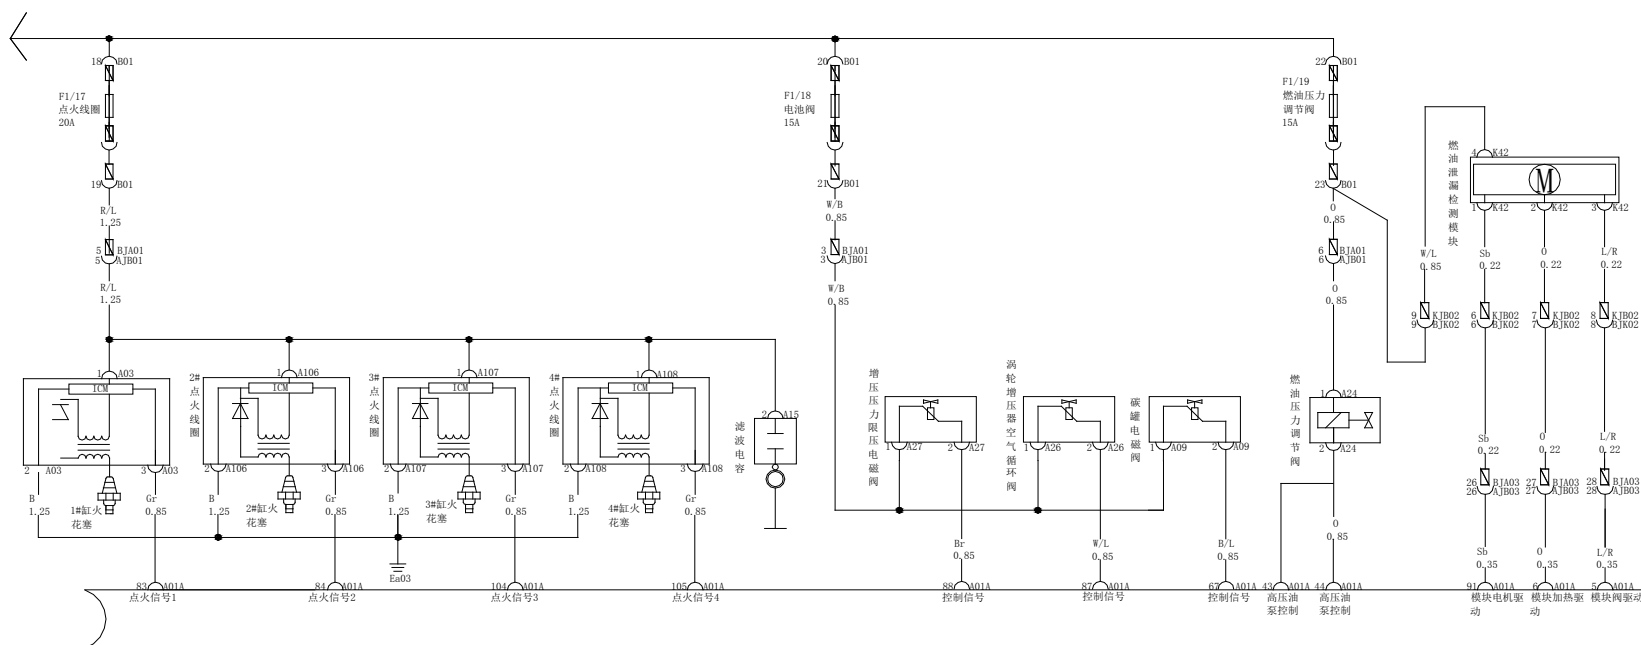 18 B01
F1/17
点火线圈
20A
19 B01
R/L
1.25
5 BJA01
5 AJB01
R/L
1.25
20 B01
F1/18
电池阀
15A
21 B01
W/B
0.85
3 BJA01
3 AJB01
W/B
0.85
22 B01
F1/19
燃油压力
调节阀
15A
23 B01
O
0.85
6 BJA01
6 AJB01
O
0.85
燃油泄漏检测模块
4 K42
M
1 K42
2 K42
3 K42
W/L
0.85
Sb
0.22
O
0.22
L/R
0.22
9 KJB02
9 BJK02
6 KJB02
6 BJK02
7 KJB02
7 BJK02
8 KJB02
8 BJK02
1 A03
ICM
2 A03
3 A03
2#点火线圈
1 A106
ICM
2 A106
3 A106
3#点火线圈
1 A107
ICM
2 A107
3 A107
4#点火线圈
1 A108
ICM
2 A108
3 A108
滤波电容
2 A15
增压压力限压电磁阀
1 A27
2 A27
涡轮增压器空气循环阀
1 A26
2 A26
碳罐电磁阀
1 A09
2 A09
燃油压力调节阀
1 A24
2 A24
B
1.25
1#缸火
花塞
Gr
0.85
B
1.25
2#缸火
花塞
Gr
0.85
B
1.25
3#缸火
花塞
Gr
0.85
B
1.25
4#缸火
花塞
Gr
0.85
Ea03
Br
0.85
W/L
0.85
B/L
0.85
O
0.85
Sb
0.22
O
0.22
L/R
0.22
26 BJA03
26 AJB03
27 BJA03
27 AJB03
28 BJA03
28 AJB03
Sb
0.35
O
0.35
L/R
0.35
83 A01A
点火信号1
84 A01A
点火信号2
104 A01A
点火信号3
105 A01A
点火信号4
88 A01A
控制信号
87 A01A
控制信号
67 A01A
控制信号
43 A01A
高压油
泵控制
44 A01A
高压油
泵控制
91 A01A
模块电机驱
动
6 A01A
模块加热驱
动
5 A01A
模块阀驱动